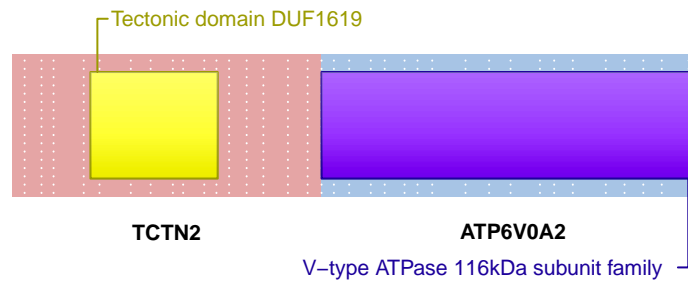 Tectonic domain DUF1619
TCTN2
ATP6V0A2
V−type ATPase 116kDa subunit family